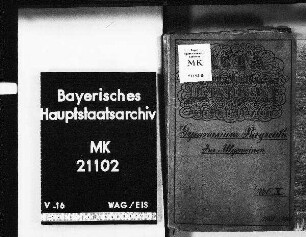 Bayerisches
Hauptstaatsarchiv
MK
21102
V-16 WAG/EIS
MK
Gymnasium Bayreuth
Im Allgemeinen